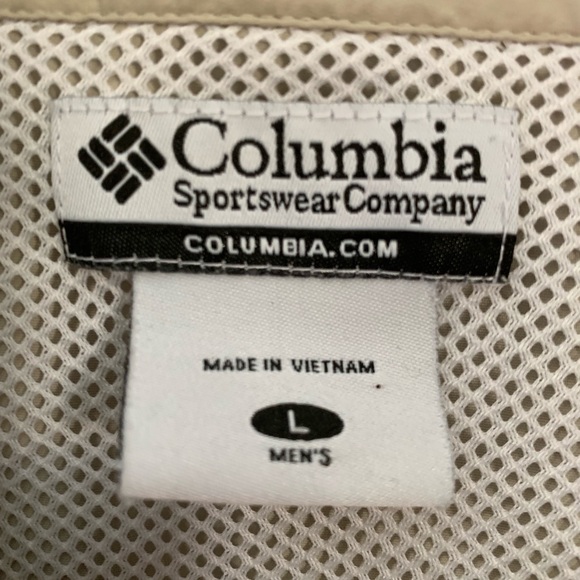 Columbia
Sportswear Company
COLUMBIA.COM
MADE IN VIETNAM
L
MEN'S